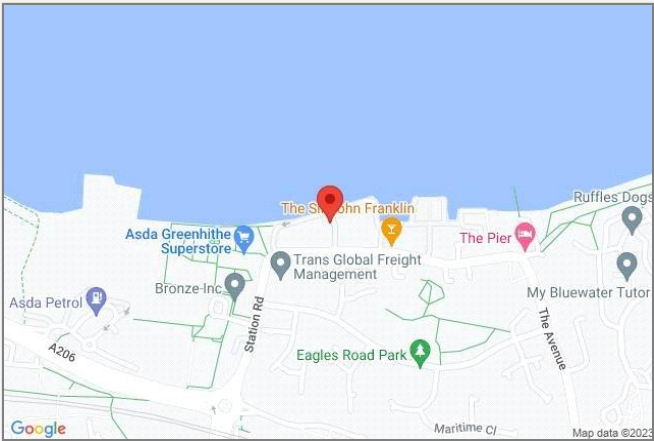 Ruffles Dogs
The Sir John Franklin
Asda Greenhithe
Superstore
The Pier
Trans Global Freight
Management
Bronze-Inc
My Bluewater Tutor
Asda Petrol
Station Rd
The Avenue
A206
Eagles Road Park
Maritime Cl
Google
Map data ©2023